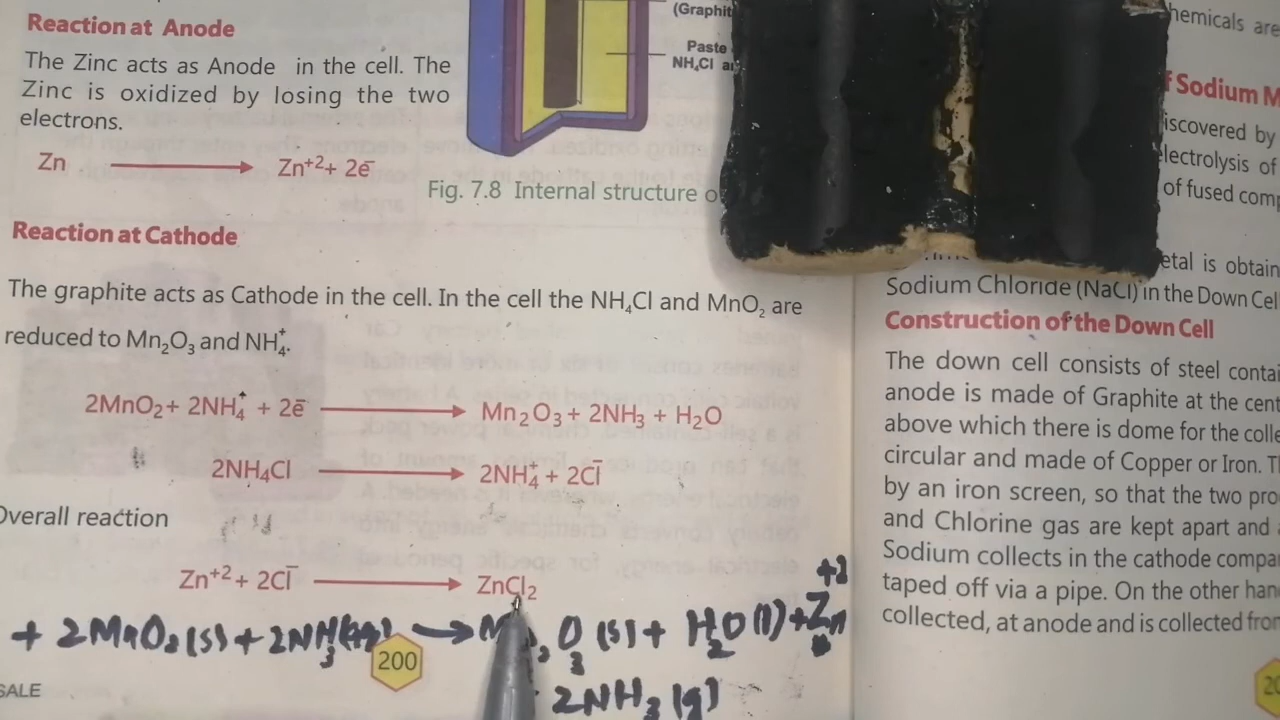 Reaction at Anode
The Zinc acts as Anode in the cell. The
Zinc is oxidized by losing the two
electrons.
Zn ⟶ Zn⁺² + 2e̅
(Graphit
Paste
NH₄Cl a
Fig. 7.8 Internal structure o
Reaction at Cathode
The graphite acts as Cathode in the cell. In the cell the NH₄Cl and MnO₂ are
reduced to Mn₂O₃ and NH₄⁺.
2MnO₂ + 2NH₄⁺ + 2e̅ ⟶ Mn₂O₃ + 2NH₃ + H₂O
2NH4Cl ⟶ 2NH₄⁺ + 2Cl̅
Overall reaction
Zn⁺² + 2Cl̅ ⟶ ZnCl₂
+ 2MnO₂(s) + 2NH ⟶ O₃(s) + H₂O(l) + Zn
2NH₃(g)
200
SALE
hemicals are
f Sodium M
iscovered by
lectrolysis of
of fused comp
etal is obtain
Sodium Chloride (NaCl) in the Down Cel
Construction of the Down Cell
The down cell consists of steel contai
anode is made of Graphite at the cent
above which there is dome for the colle
circular and made of Copper or Iron. T
by an iron screen, so that the two pro
and Chlorine gas are kept apart and
Sodium collects in the cathode compa
taped off via a pipe. On the other han
collected, at anode and is collected from
20